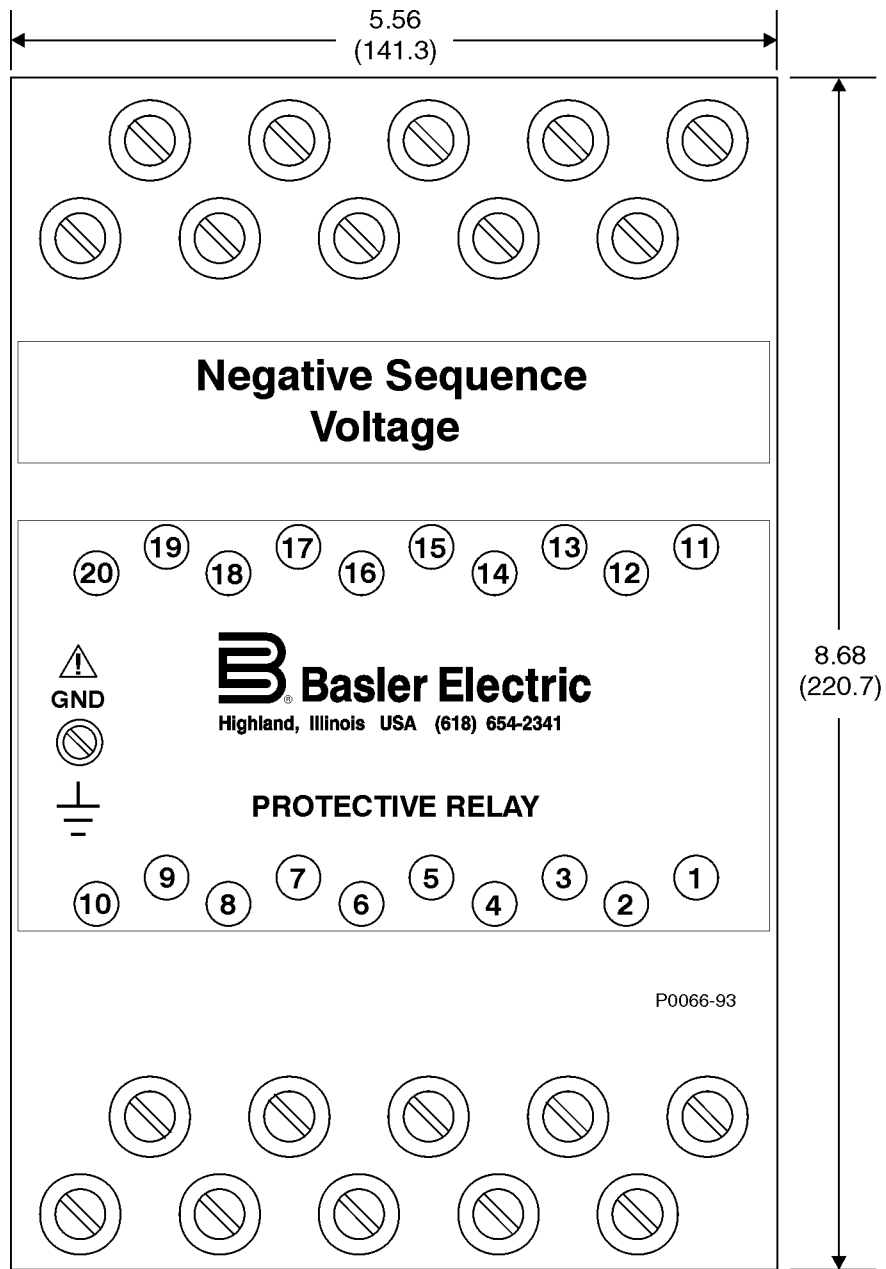 5.56
(141.3)
Negative Sequence
Voltage
19 17 15 13 11
20 18 16 14 12
8.68
(220.7)
GND
B® Basler Electric
Highland, Illinois USA (618) 654-2341
PROTECTIVE RELAY
9 7 5 3 1
10 8 6 4 2
P0066-93